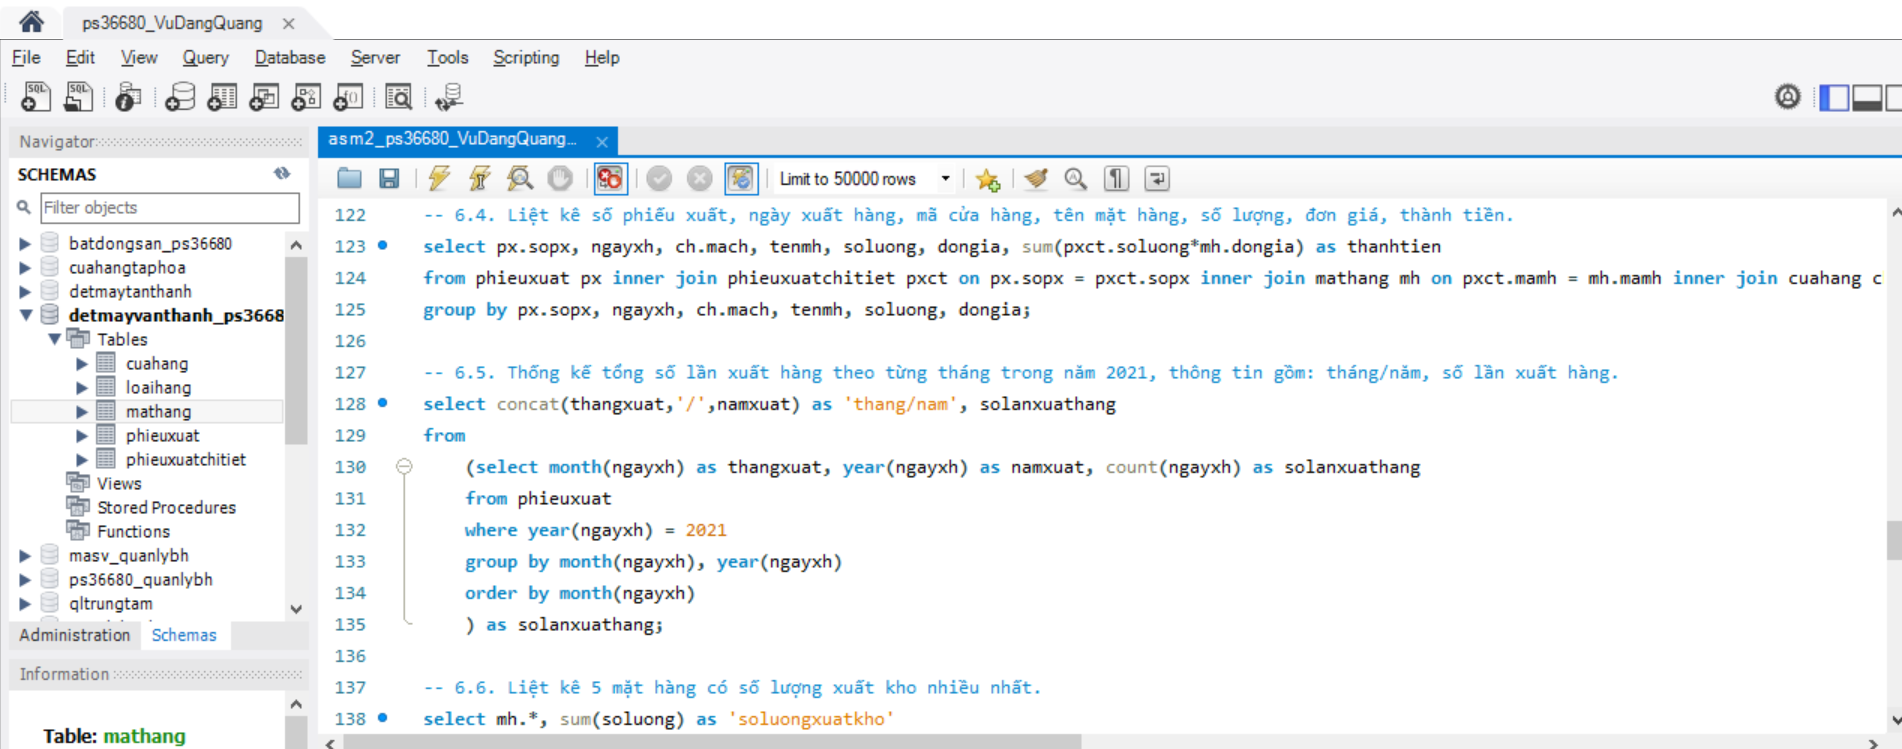 ps36680_VuDangQuang
File Edit View Query Database Server Tools Scripting Help
Navigator
SCHEMAS
Filter objects
batdongsan_ps36680
cuahangtaphoa
detmaytanthanh
detmayvanthanh_ps3668
Tables
cuahang
loaihang
mathang
phieuxuat
phieuxuatchitiet
Views
Stored Procedures
Functions
masv_quanlybh
ps36680_quanlybh
qltrungtam
Administration Schemas
Information
Table: mathang
asm2_ps36680_VuDangQuang...
Limit to 50000 rows
122 -- 6.4. Liệt kê số phiếu xuất, ngày xuất hàng, mã cửa hàng, tên mặt hàng, số lượng, đơn giá, thành tiền.
123 select px.sopx, ngayxh, ch.mach, tenmh, soluong, dongia, sum(pxct.soluong*mh.dongia) as thanhtien
124 from phieuxuat px inner join phieuxuatchitiet pxct on px.sopx = pxct.sopx inner join mathang mh on pxct.mamh = mh.mamh inner join cuahang c
125 group by px.sopx, ngayxh, ch.mach, tenmh, soluong, dongia;
126
127 -- 6.5. Thống kế tổng số lần xuất hàng theo từng tháng trong năm 2021, thông tin gồm: tháng/năm, số lần xuất hàng.
128 select concat(thangxuat,'/',namxuat) as 'thang/nam', solanxuathang
129 from
130 (select month(ngayxh) as thangxuat, year(ngayxh) as namxuat, count(ngayxh) as solanxuathang
131 from phieuxuat
132 where year(ngayxh) = 2021
133 group by month(ngayxh), year(ngayxh)
134 order by month(ngayxh)
135 ) as solanxuathang;
136
137 -- 6.6. Liệt kê 5 mặt hàng có số lượng xuất kho nhiều nhất.
138 select mh.*, sum(soluong) as 'soluongxuatkho'